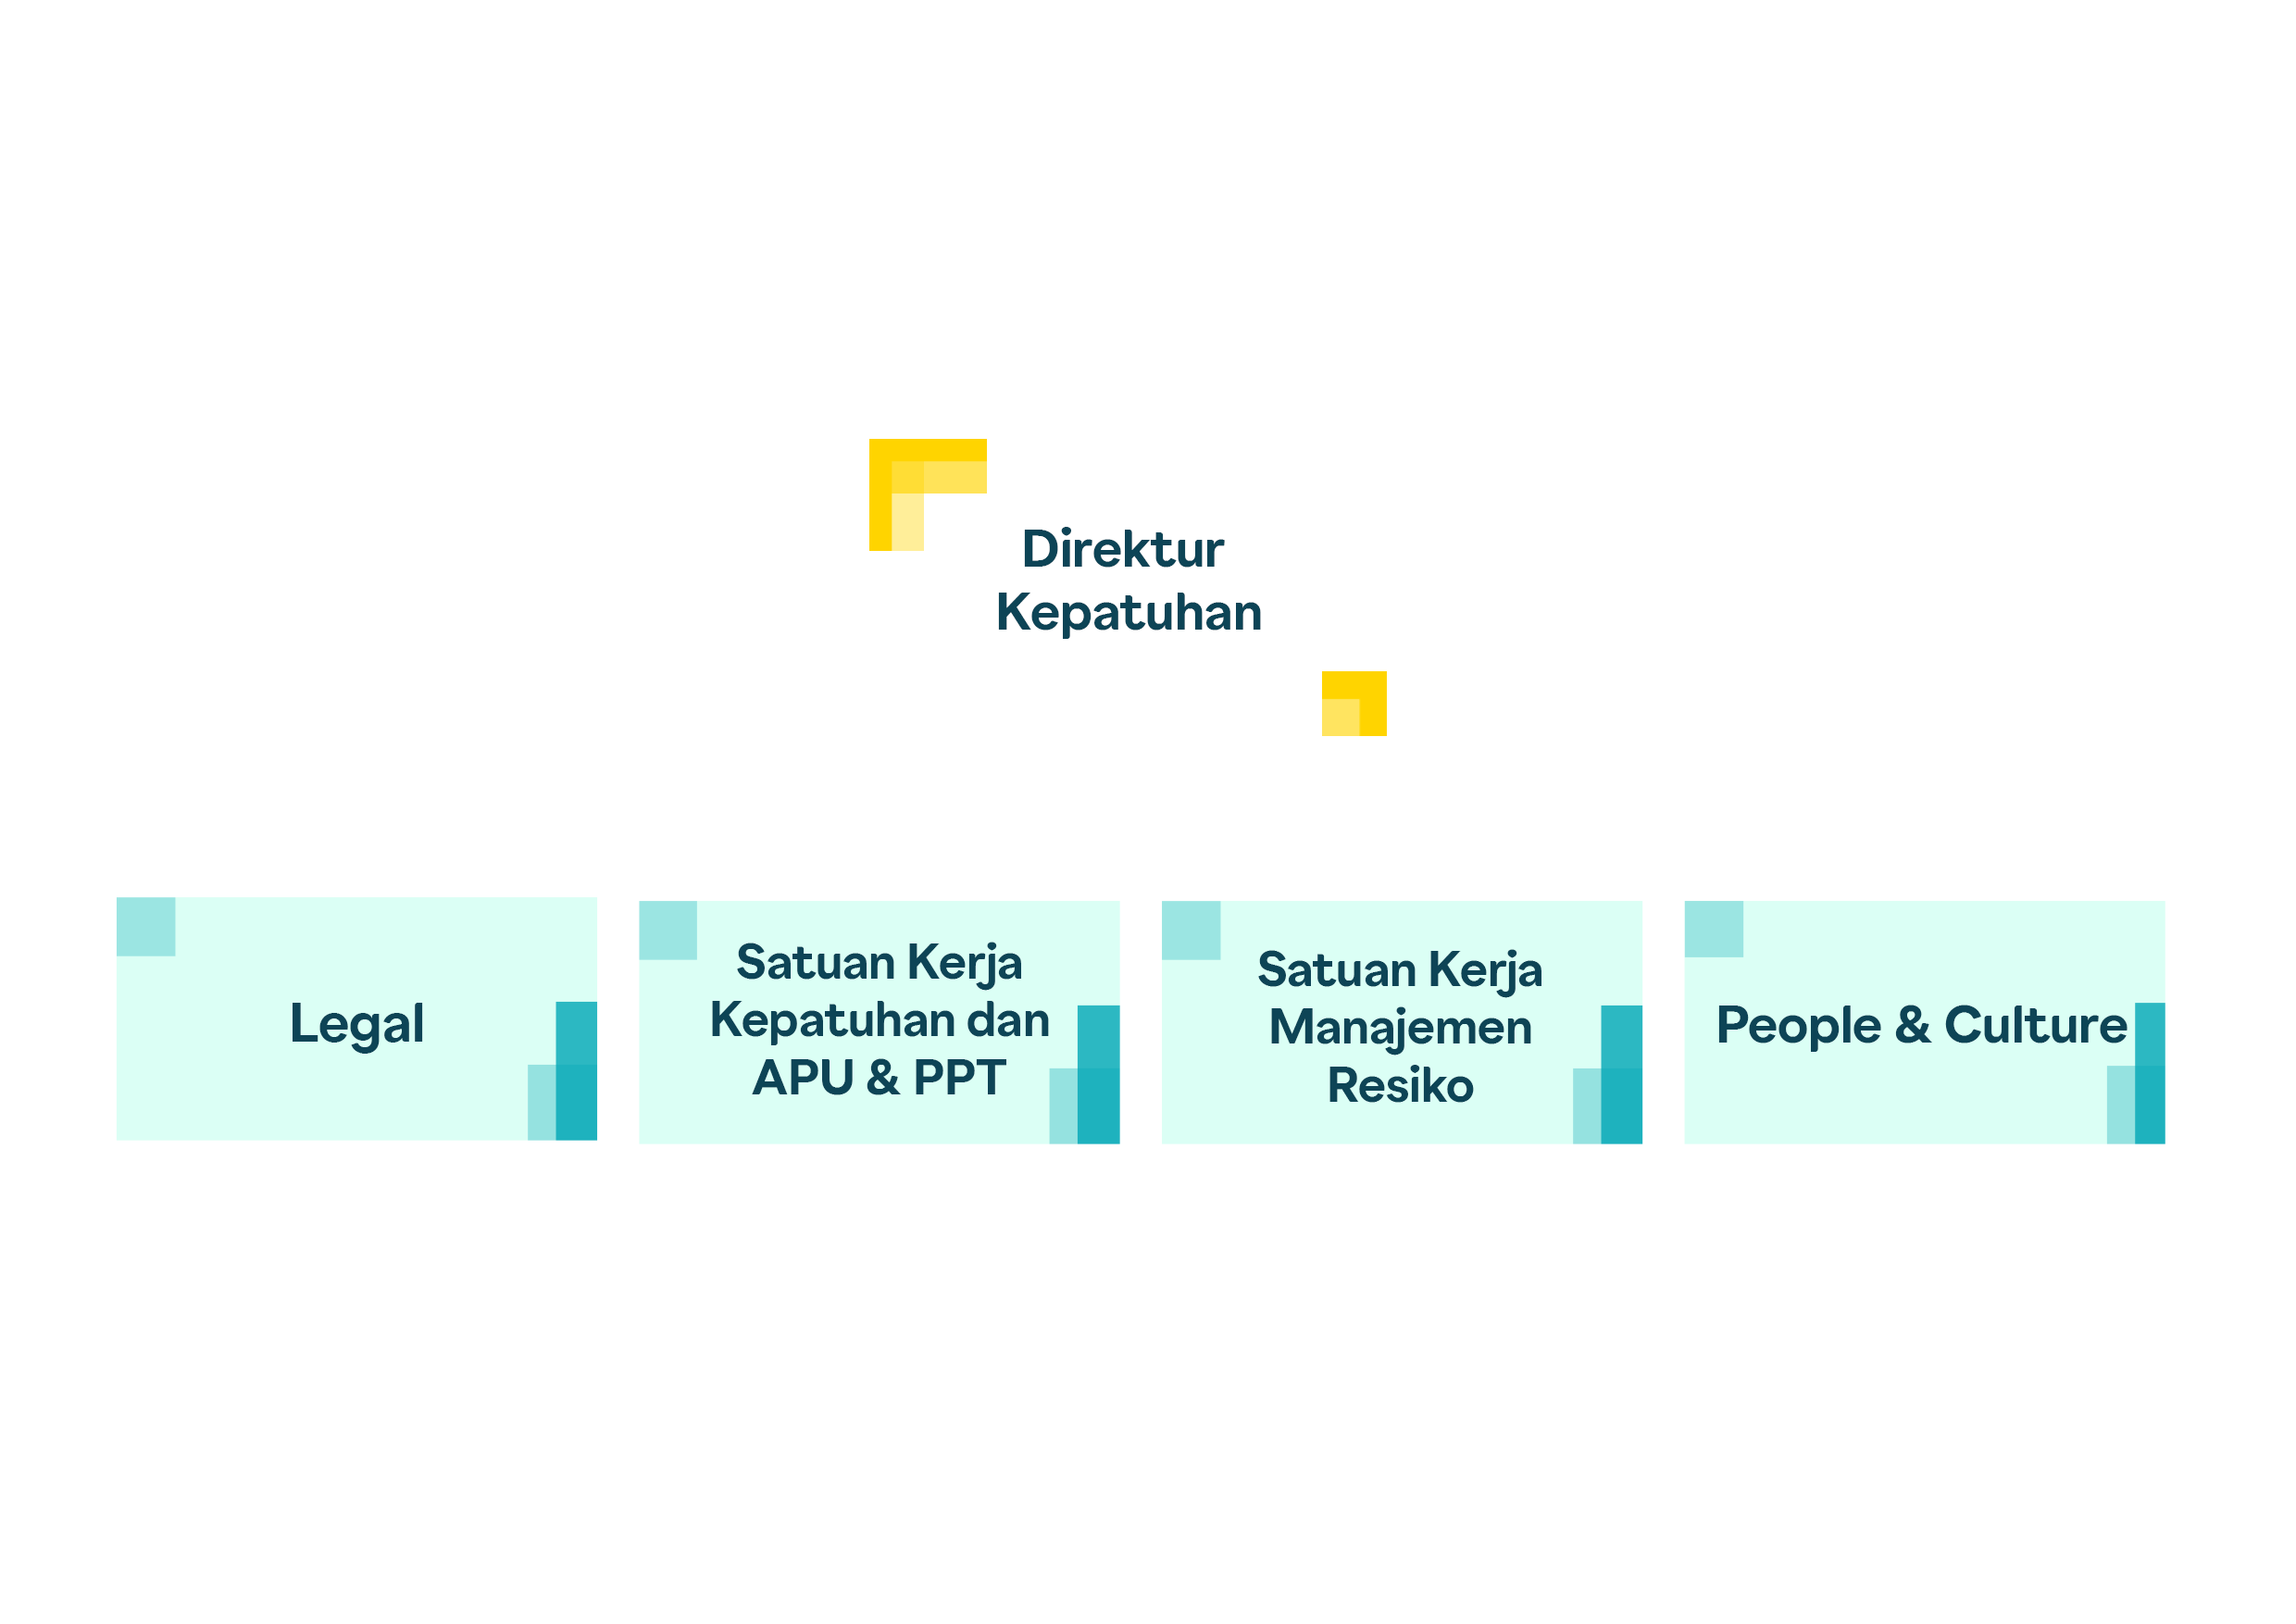 Direktur
Kepatuhan
Legal
Satuan Kerja
Kepatuhan dan
APU & PPT
Satuan Kerja
Manajemen
Resiko
People & Culture